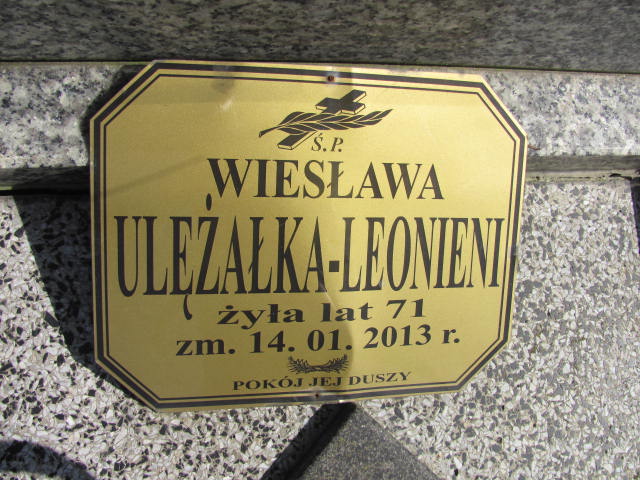 Ś.P.
WIESŁAWA
ULĘŻAŁKA-LEONIENI
żyła lat 71
zm. 14. 01. 2013 r.
POKÓJ JEJ DUSZY